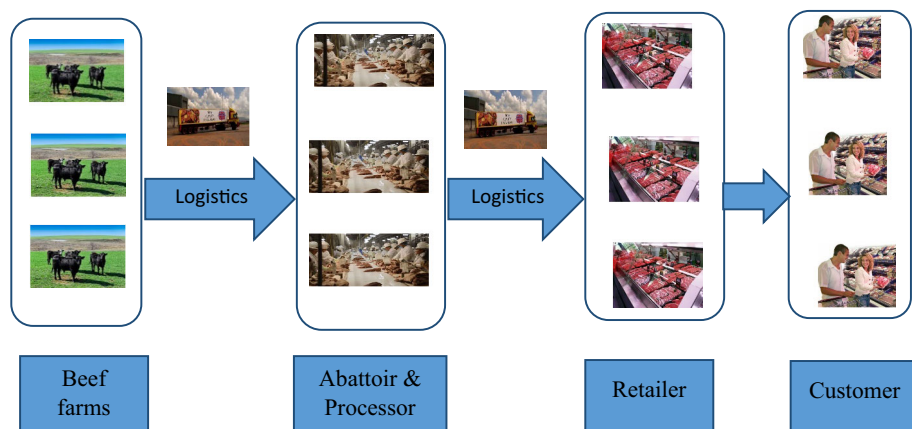 Logistics
Logistics
Beef
farms
Abattoir &
Processor
Retailer
Customer